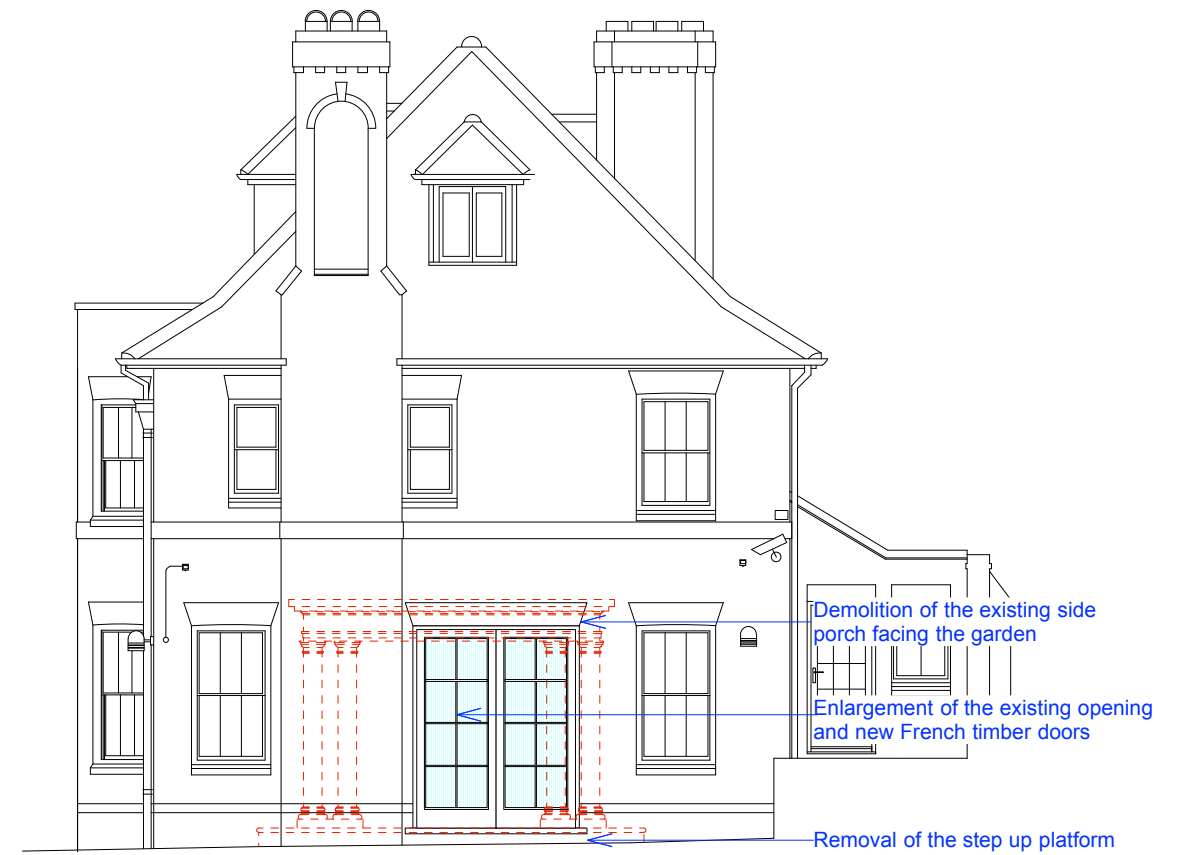 Demolition of the existing side
porch facing the garden
Enlargement of the existing opening
and new French timber doors
Removal of the step up platform